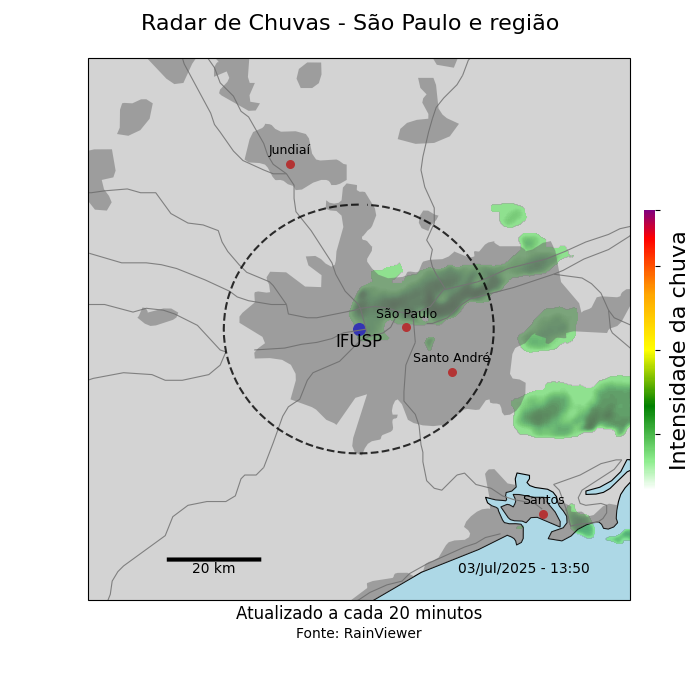 Radar de Chuvas - São Paulo e região
Jundiaí
São Paulo
IFUSP
Santo André
Santos
20 km
03/Jul/2025 - 13:50
Intensidade da chuva
Atualizado a cada 20 minutos
Fonte: RainViewer